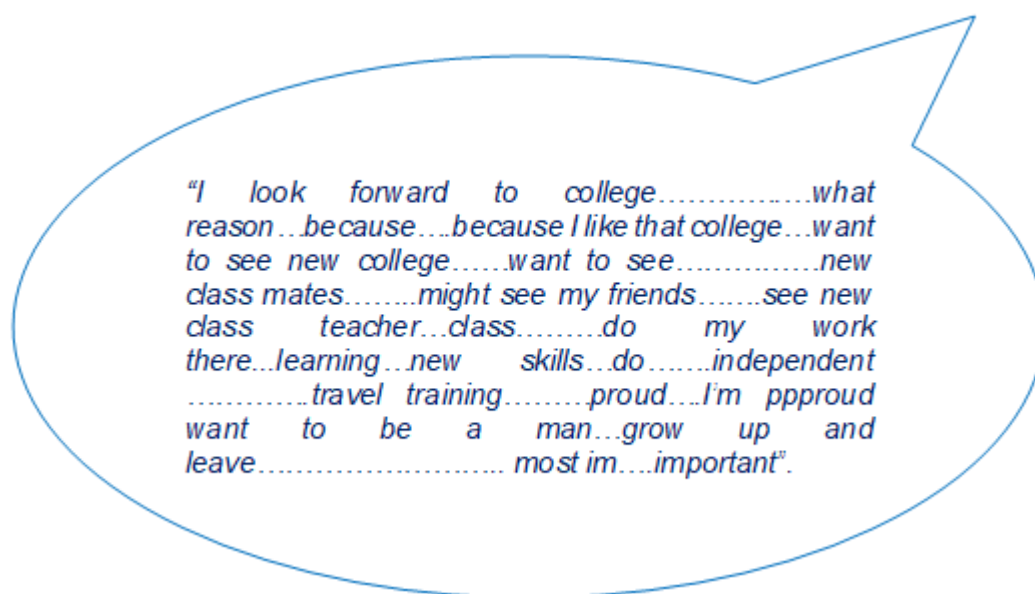 “I look forward to college…………..….what
reason…because….because I like that college…want
to see new college……want to see……….……new
class mates……..might see my friends…….see new
class teacher…class………do my work
there...learning…new skills…do…….independent
………….travel training………proud….I’m ppproud
want to be a man…grow up and
leave…………………….. most im….important”.